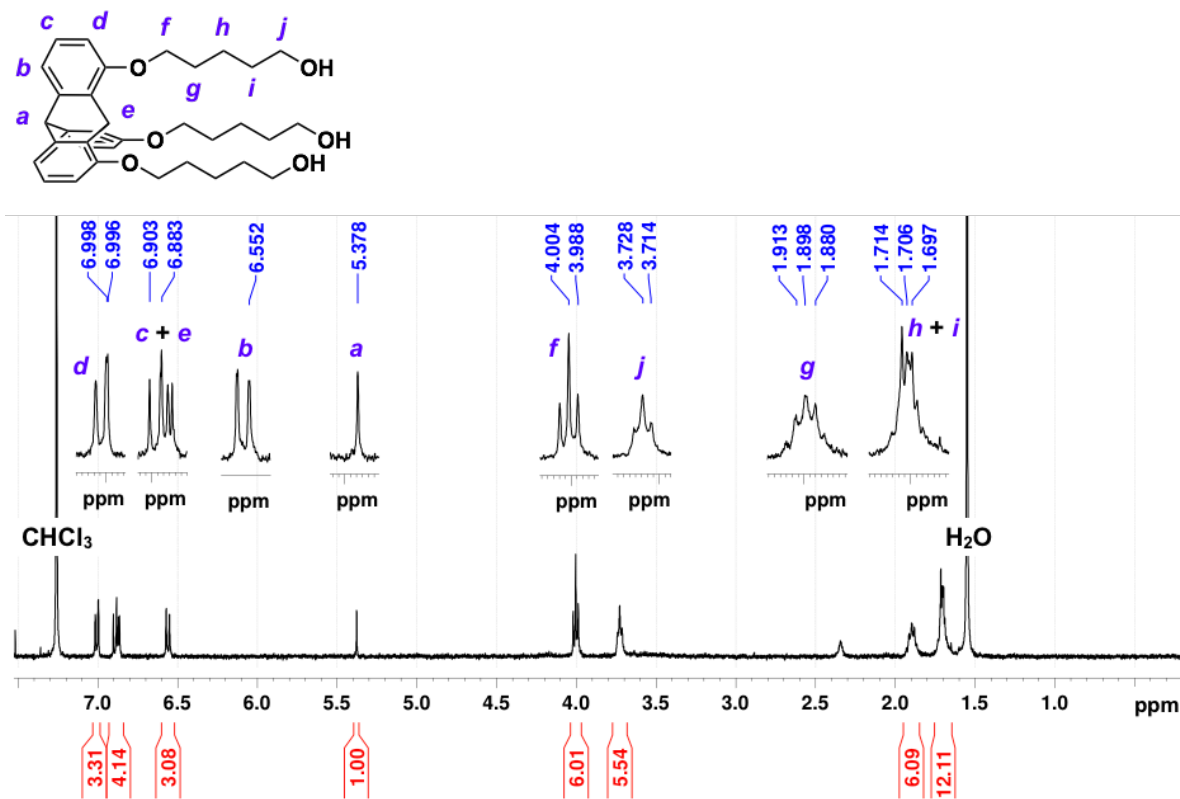 c d f h j
O OH
b g i
a e
O OH
O OH
6.998 6.996 6.903 6.883 6.552 5.378 4.004 3.988 3.728 3.714 1.913 1.898 1.880 1.714 1.706 1.697
d c + e b a f j g h + i
ppm ppm ppm ppm ppm ppm ppm ppm
CHCl₃ H₂O
7.0 6.5 6.0 5.5 5.0 4.5 4.0 3.5 3.0 2.5 2.0 1.5 1.0 ppm
3.31 4.14 3.08 1.00 6.01 5.54 6.09 12.11